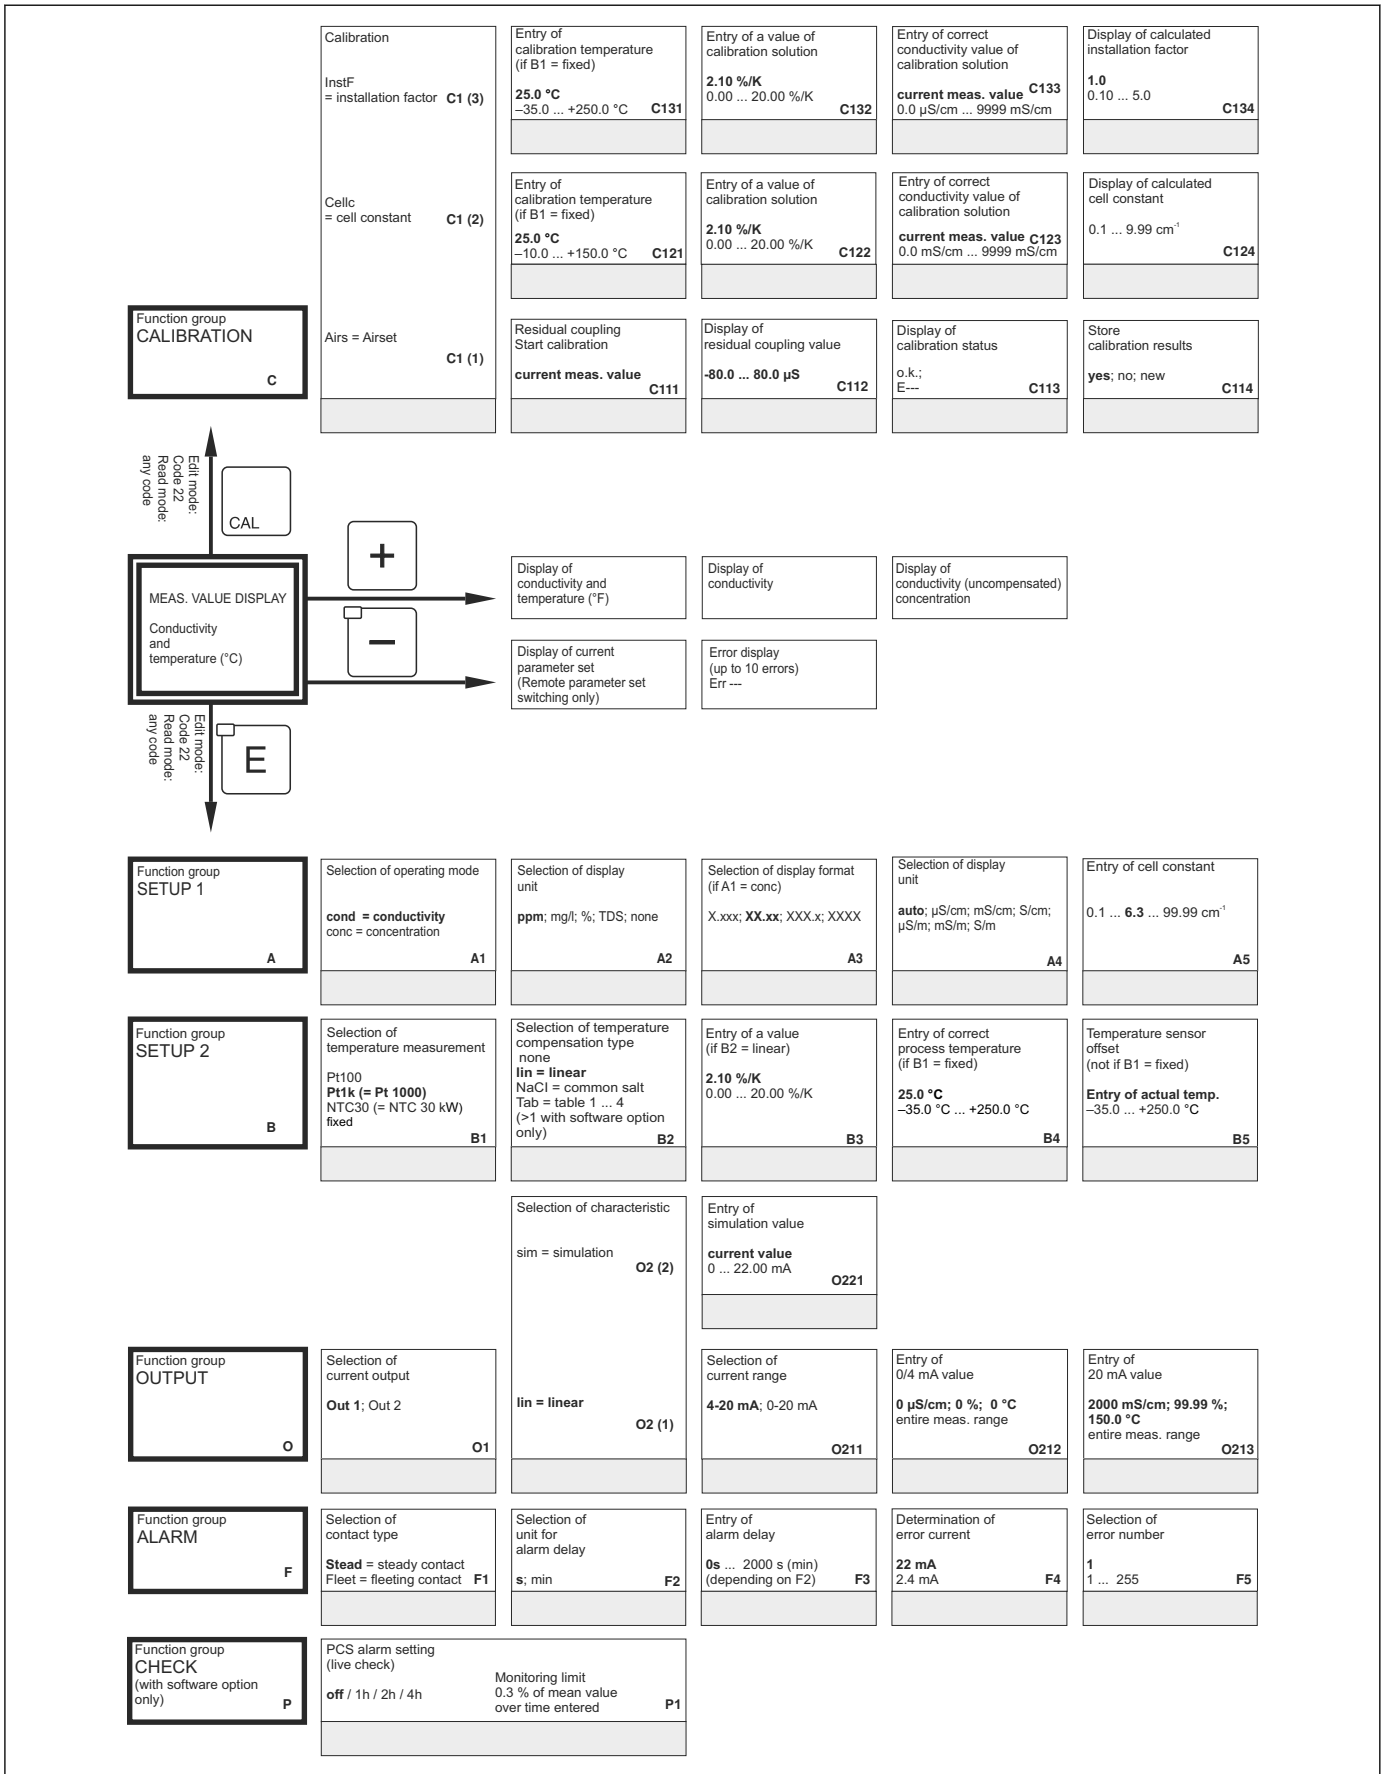 Calibration
InstF
= installation factor C1 (3)
Entry of
calibration temperature
(if B1 = fixed)
25.0 °C
–35.0 ... +250.0 °C C131
Entry of a value of
calibration solution
2.10 %/K
0.00 ... 20.00 %/K
C132
Entry of correct
conductivity value of
calibration solution
current meas. value C133
0.0 µS/cm ... 9999 mS/cm
Display of calculated
installation factor
1.0
0.10 ... 5.0
C134
Cellc
= cell constant C1 (2)
Entry of
calibration temperature
(if B1 = fixed)
25.0 °C
–10.0 ... +150.0 °C C121
Entry of a value of
calibration solution
2.10 %/K
0.00 ... 20.00 %/K
C122
Entry of correct
conductivity value of
calibration solution
current meas. value C123
0.0 mS/cm ... 9999 mS/cm
Display of calculated
cell constant
0.1 ... 9.99 cm-1
C124
Function group
CALIBRATION
C
Airs = Airset
C1 (1)
Residual coupling
Start calibration
current meas. value
C111
Display of
residual coupling value
-80.0 ... 80.0 µS
C112
Display of
calibration status
o.k.;
E---
C113
Store
calibration results
yes; no; new
C114
Edit mode:
Code 22
Read mode:
any code
CAL
MEAS. VALUE DISPLAY
Conductivity
and
temperature (°C)
+
Display of
conductivity and
temperature (°F)
Display of
conductivity
Display of
conductivity (uncompensated)
concentration
–
Display of current
parameter set
(Remote parameter set
switching only)
Error display
(up to 10 errors)
Err ---
Edit mode:
Code 22
Read mode:
any code
E
Function group
SETUP 1
A
Selection of operating mode
cond = conductivity
conc = concentration
A1
Selection of display
unit
ppm; mg/l; %; TDS; none
A2
Selection of display format
(if A1 = conc)
X.xxx; XX.xx; XXX.x; XXXX
A3
Selection of display
unit
auto; µS/cm; mS/cm; S/cm;
µS/m; mS/m; S/m
A4
Entry of cell constant
0.1 ... 6.3 ... 99.99 cm-1
A5
Function group
SETUP 2
B
Selection of
temperature measurement
Pt100
Pt1k (= Pt 1000)
NTC30 (= NTC 30 kW)
fixed
B1
Selection of temperature
compensation type
none
lin = linear
NaCl = common salt
Tab = table 1 ... 4
(>1 with software option
only)
B2
Entry of a value
(if B2 = linear)
2.10 %/K
0.00 ... 20.00 %/K
B3
Entry of correct
process temperature
(if B1 = fixed)
25.0 °C
–35.0 °C ... +250.0 °C
B4
Temperature sensor
offset
(not if B1 = fixed)
Entry of actual temp.
–35.0 ... +250.0 °C
B5
Selection of characteristic
sim = simulation
O2 (2)
Entry of
simulation value
current value
0 ... 22.00 mA
O221
Function group
OUTPUT
O
Selection of
current output
Out 1; Out 2
O1
lin = linear
O2 (1)
Selection of
current range
4-20 mA; 0-20 mA
O211
Entry of
0/4 mA value
0 µS/cm; 0 %; 0 °C
entire meas. range
O212
Entry of
20 mA value
2000 mS/cm; 99.99 %;
150.0 °C
entire meas. range
O213
Function group
ALARM
F
Selection of
contact type
Stead = steady contact
Fleet = fleeting contact F1
Selection of
unit for
alarm delay
s; min
F2
Entry of
alarm delay
0s ... 2000 s (min)
(depending on F2) F3
Determination of
error current
22 mA
2.4 mA F4
Selection of
error number
1
1 ... 255 F5
Function group
CHECK
(with software option
only)
P
PCS alarm setting
(live check)
off / 1h / 2h / 4h
Monitoring limit
0.3 % of mean value
over time entered
P1